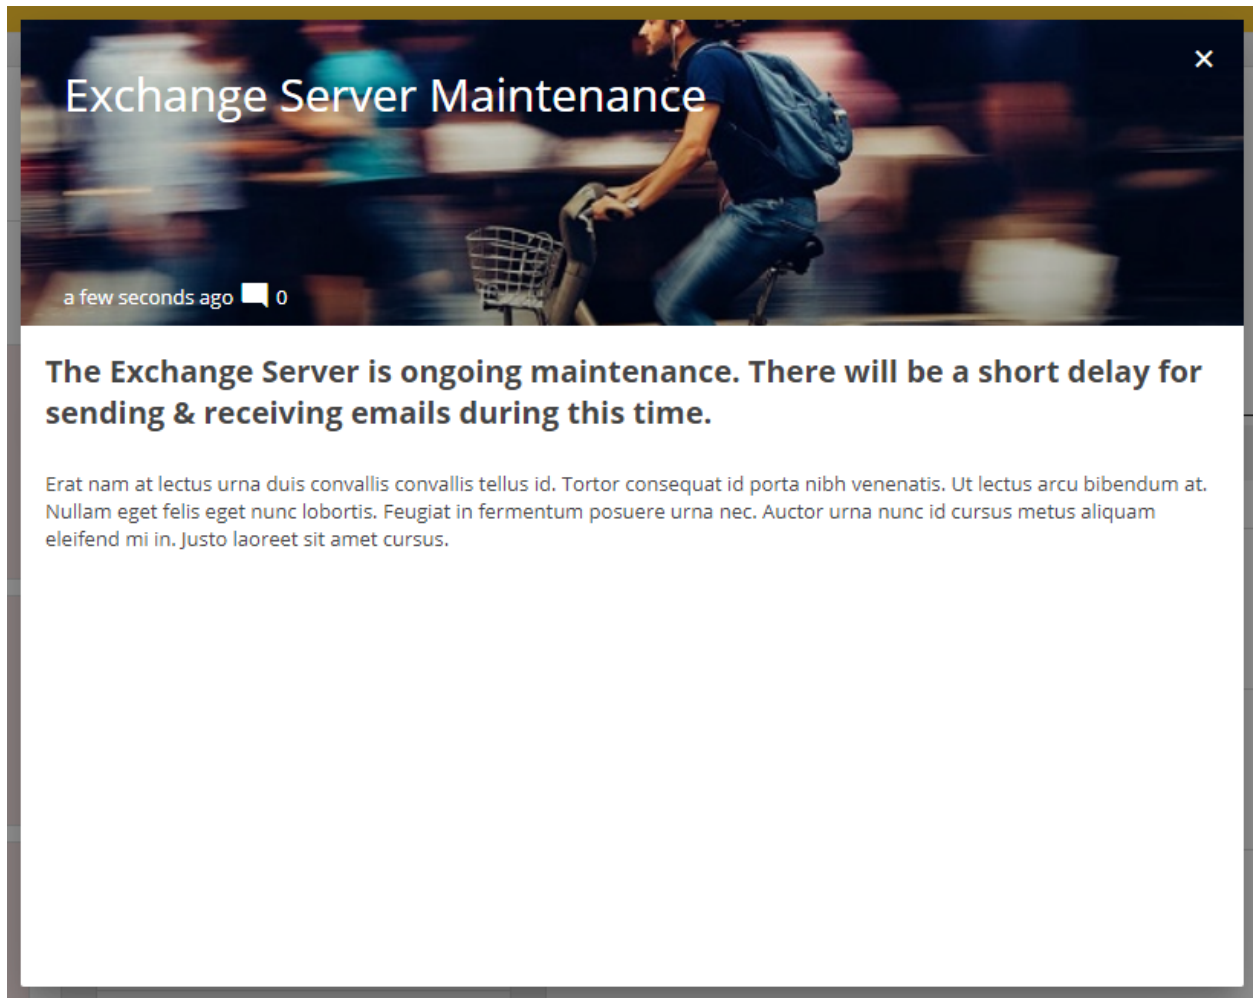 Exchange Server Maintenance
a few seconds ago 0
The Exchange Server is ongoing maintenance. There will be a short delay for
sending & receiving emails during this time.
Erat nam at lectus urna duis convallis convallis tellus id. Tortor consequat id porta nibh venenatis. Ut lectus arcu bibendum at.
Nullam eget felis eget nunc lobortis. Feugiat in fermentum posuere urna nec. Auctor urna nunc id cursus metus aliquam
eleifend mi in. Justo laoreet sit amet cursus.